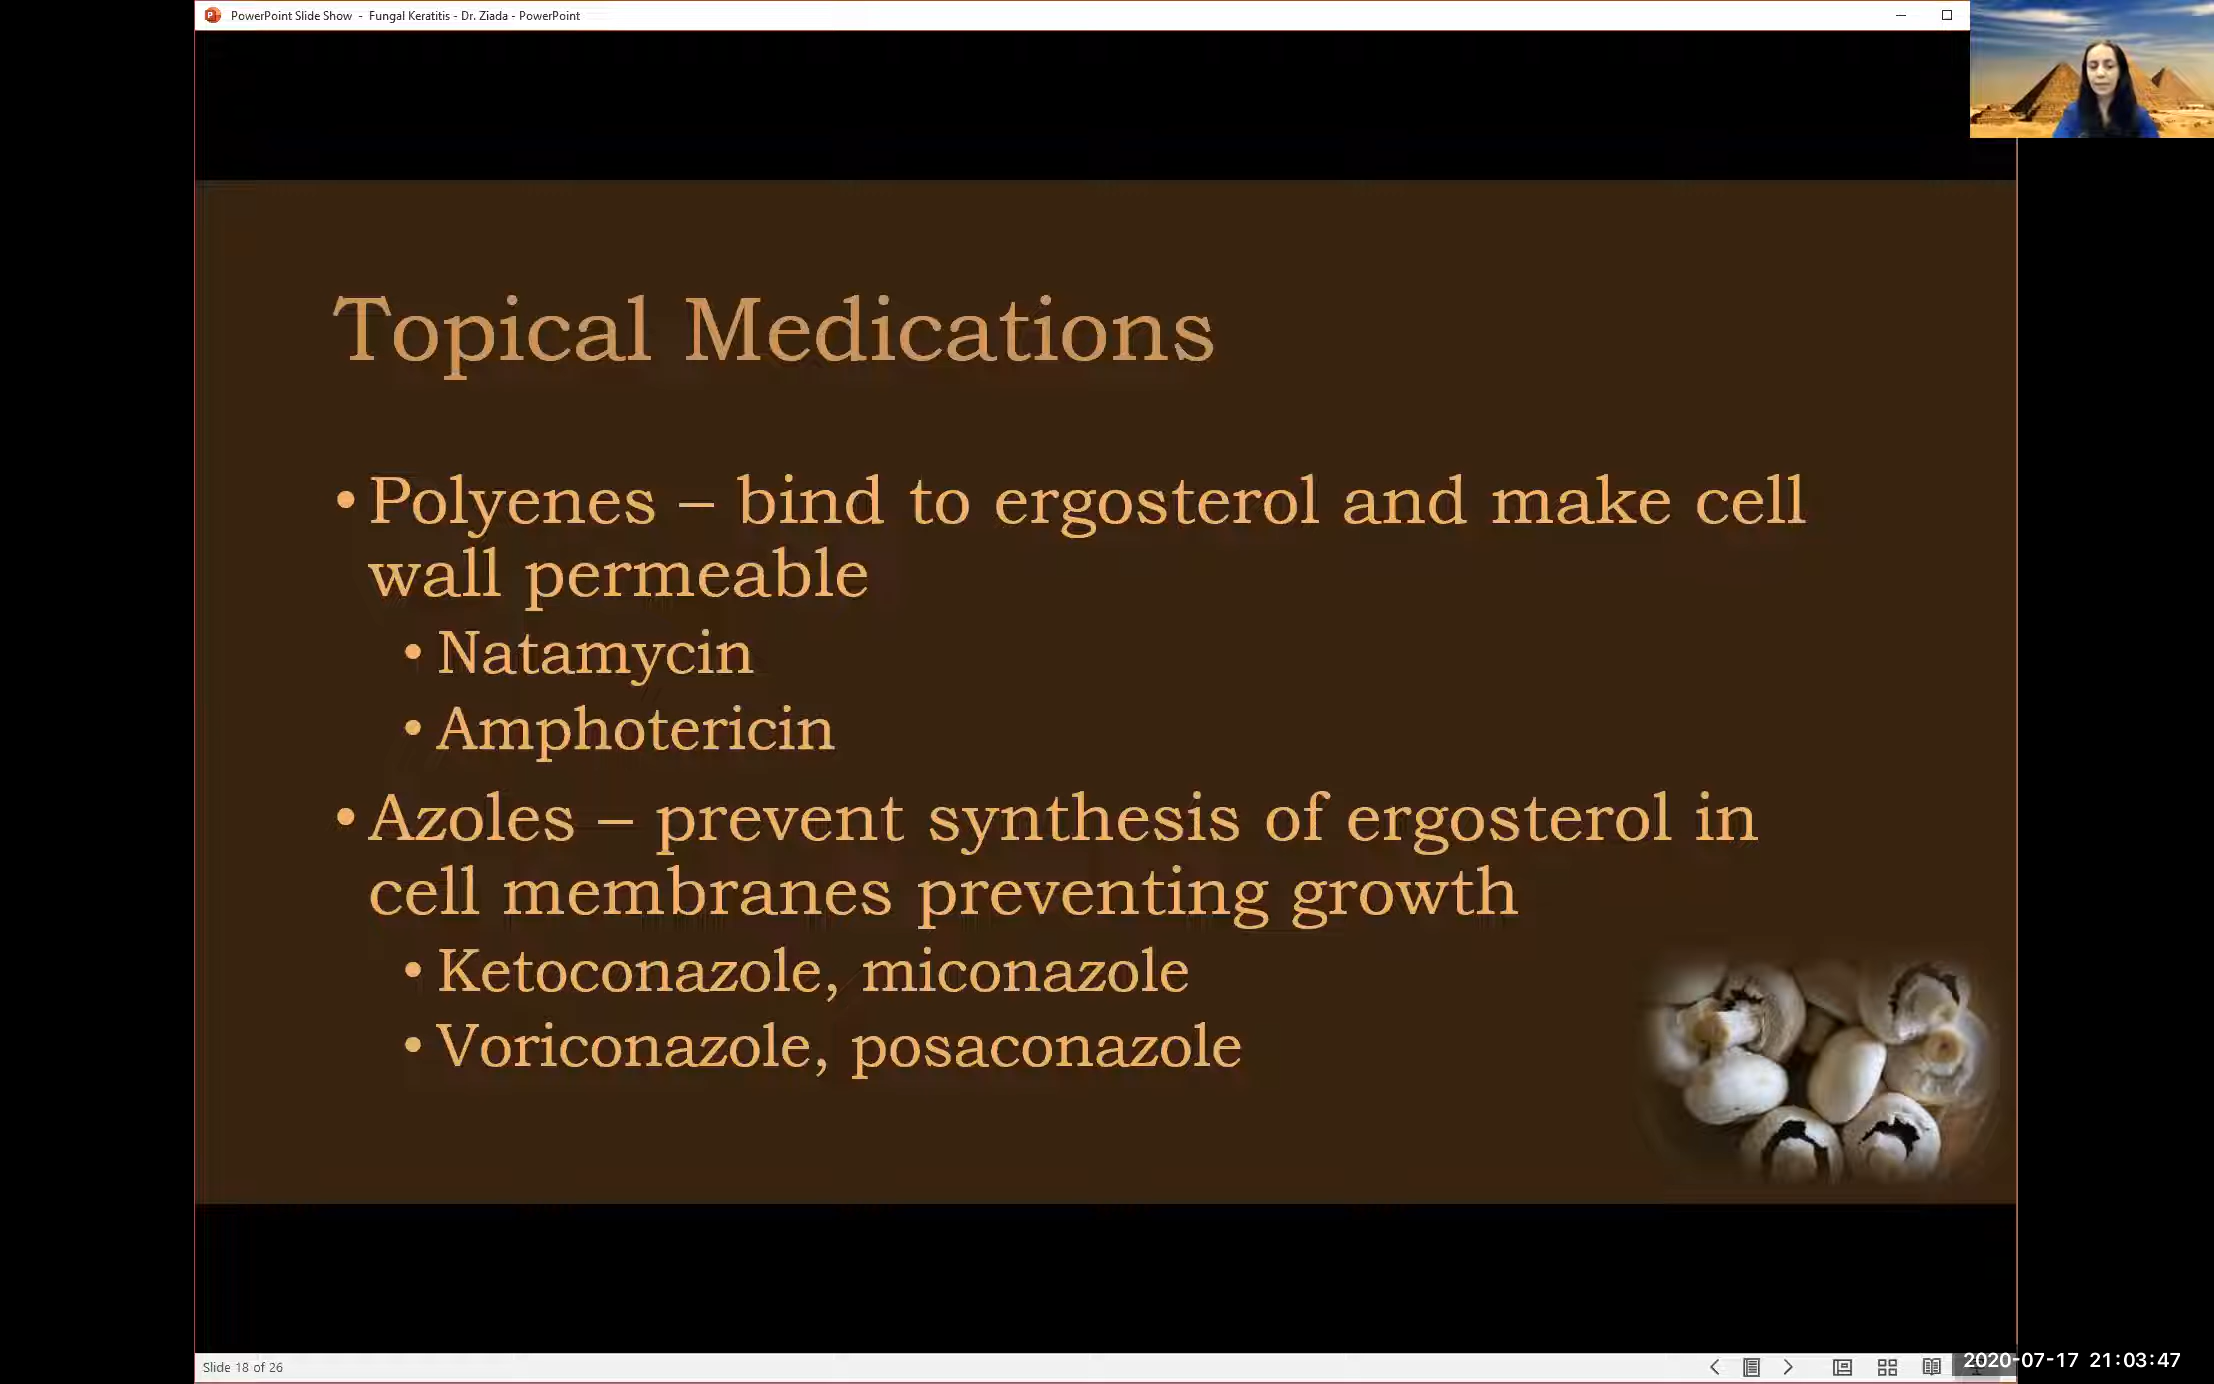 PowerPoint Slide Show - Fungal Keratitis - Dr. Ziada - PowerPoint
Topical Medications
• Polyenes – bind to ergosterol and make cell
wall permeable
• Natamycin
• Amphotericin
• Azoles – prevent synthesis of ergosterol in
cell membranes preventing growth
• Ketoconazole, miconazole
• Voriconazole, posaconazole
Slide 18 of 26
2020-07-17 21:03:47